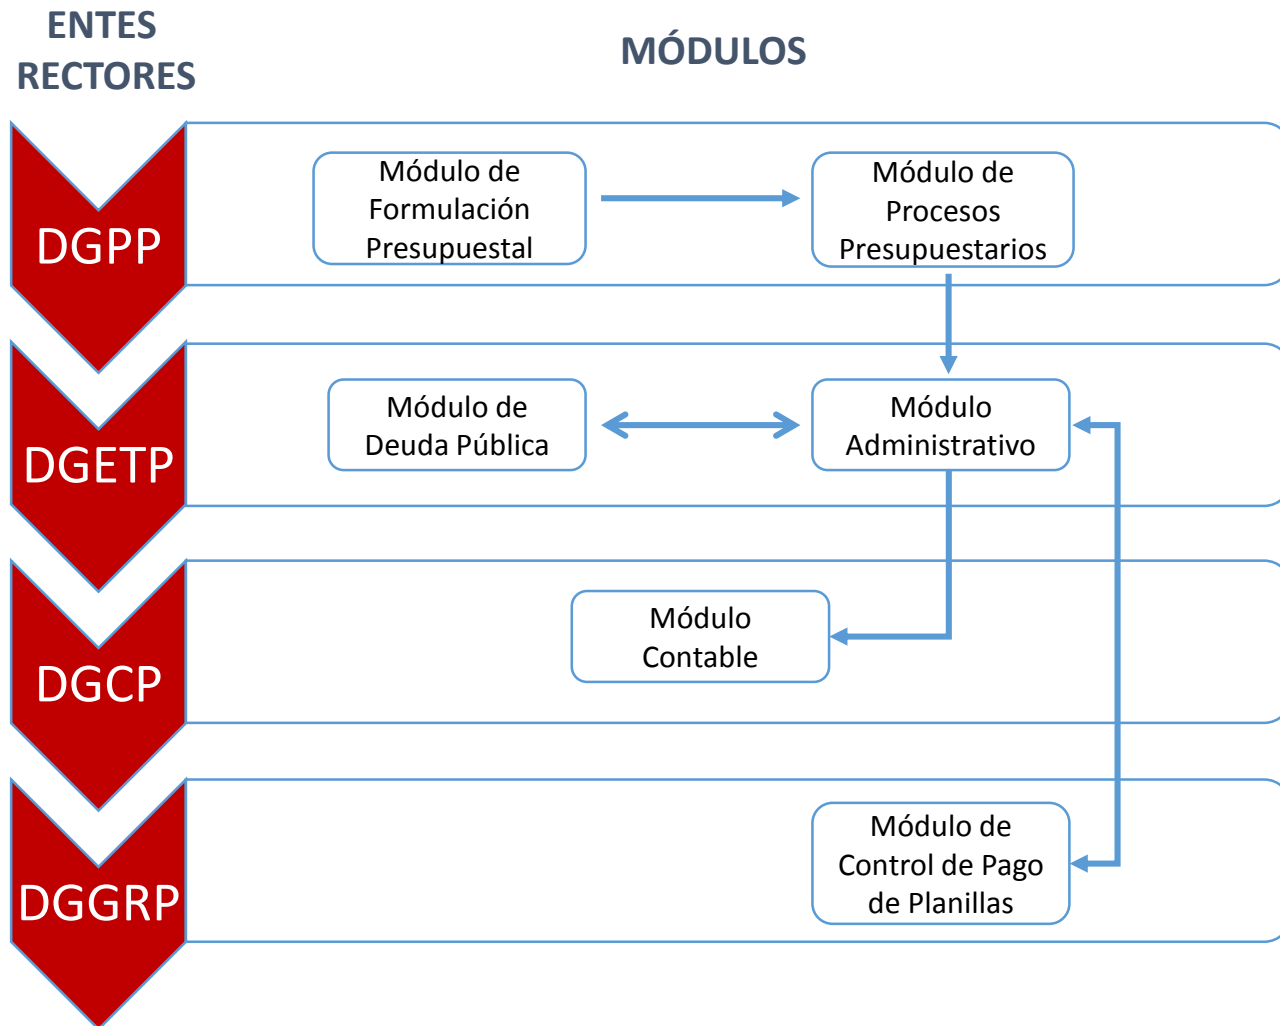 ENTES
RECTORES
MÓDULOS
DGPP
Módulo de
Formulación
Presupuestal
Módulo de
Procesos
Presupuestarios
DGETP
Módulo de
Deuda Pública
Módulo
Administrativo
DGCP
Módulo
Contable
DGGRP
Módulo de
Control de Pago
de Planillas